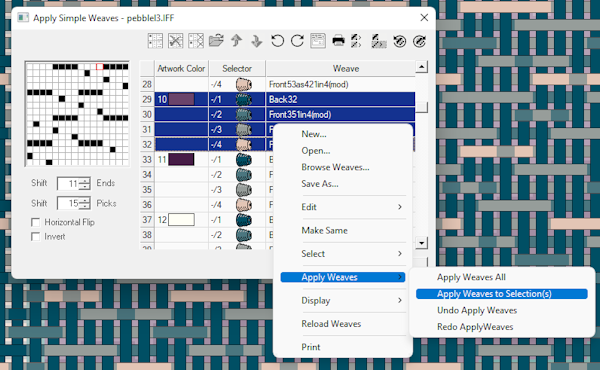 Apply Simple Weaves - pebbleI3.IFF
Artwork Color Selector Weave
28 -/4 Front53as421in4(mod)
29 10 -/1 Back32
30 -/2 Front351in4(mod)
31 -/3
32 -/4
33 11 -/1
34 -/2
35 -/3
36 -/4
37 12 -/1
38 -/2
39 -/3
Shift 11 Ends
Shift 15 Picks
Horizontal Flip
Invert
New...
Open...
Browse Weaves...
Save As...
Edit
Make Same
Select
Apply Weaves
Display
Reload Weaves
Print
Apply Weaves All
Apply Weaves to Selection(s)
Undo Apply Weaves
Redo ApplyWeaves